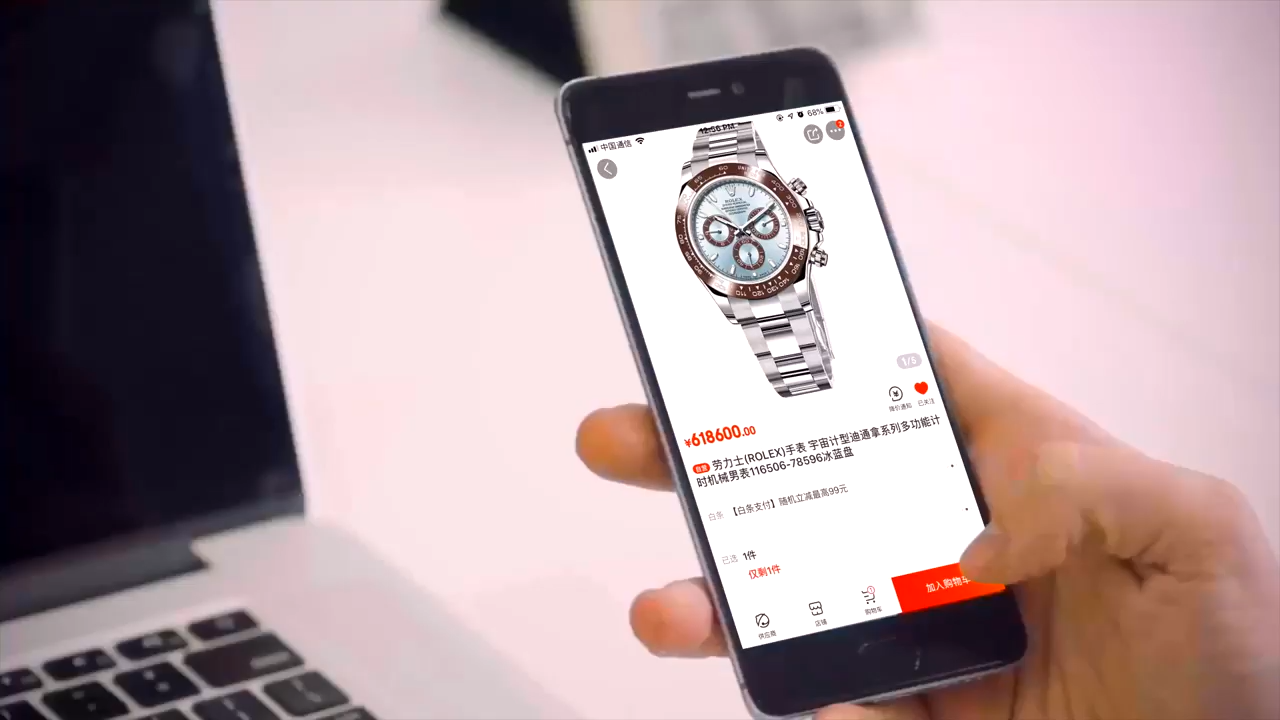 中国通信
12:56 PM
68%
2
ROLEX
1/5
降价通知
已关注
¥618600.00
自营 劳力士(ROLEX)手表 宇宙计型迪通拿系列多功能计
时机械男表116506-78596冰蓝盘
白条 【白条支付】随机立减最高99元
已选 1件
仅剩1件
供应商
店铺
购物车
加入购物车